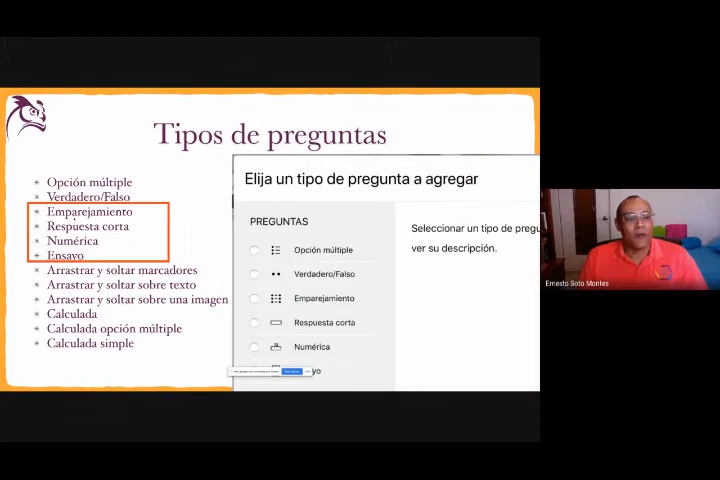 Tipos de preguntas
Opción múltiple
Verdadero/Falso
Emparejamiento
Respuesta corta
Numérica
Ensayo
Arrastrar y soltar marcadores
Arrastrar y soltar sobre texto
Arrastrar y soltar sobre una imagen
Calculada
Calculada opción múltiple
Calculada simple
Elija un tipo de pregunta a agregar
PREGUNTAS
Opción múltiple
Verdadero/Falso
Emparejamiento
Respuesta corta
Numérica
yo
Seleccionar un tipo de pregu
ver su descripción.
Ernesto Soto Montes